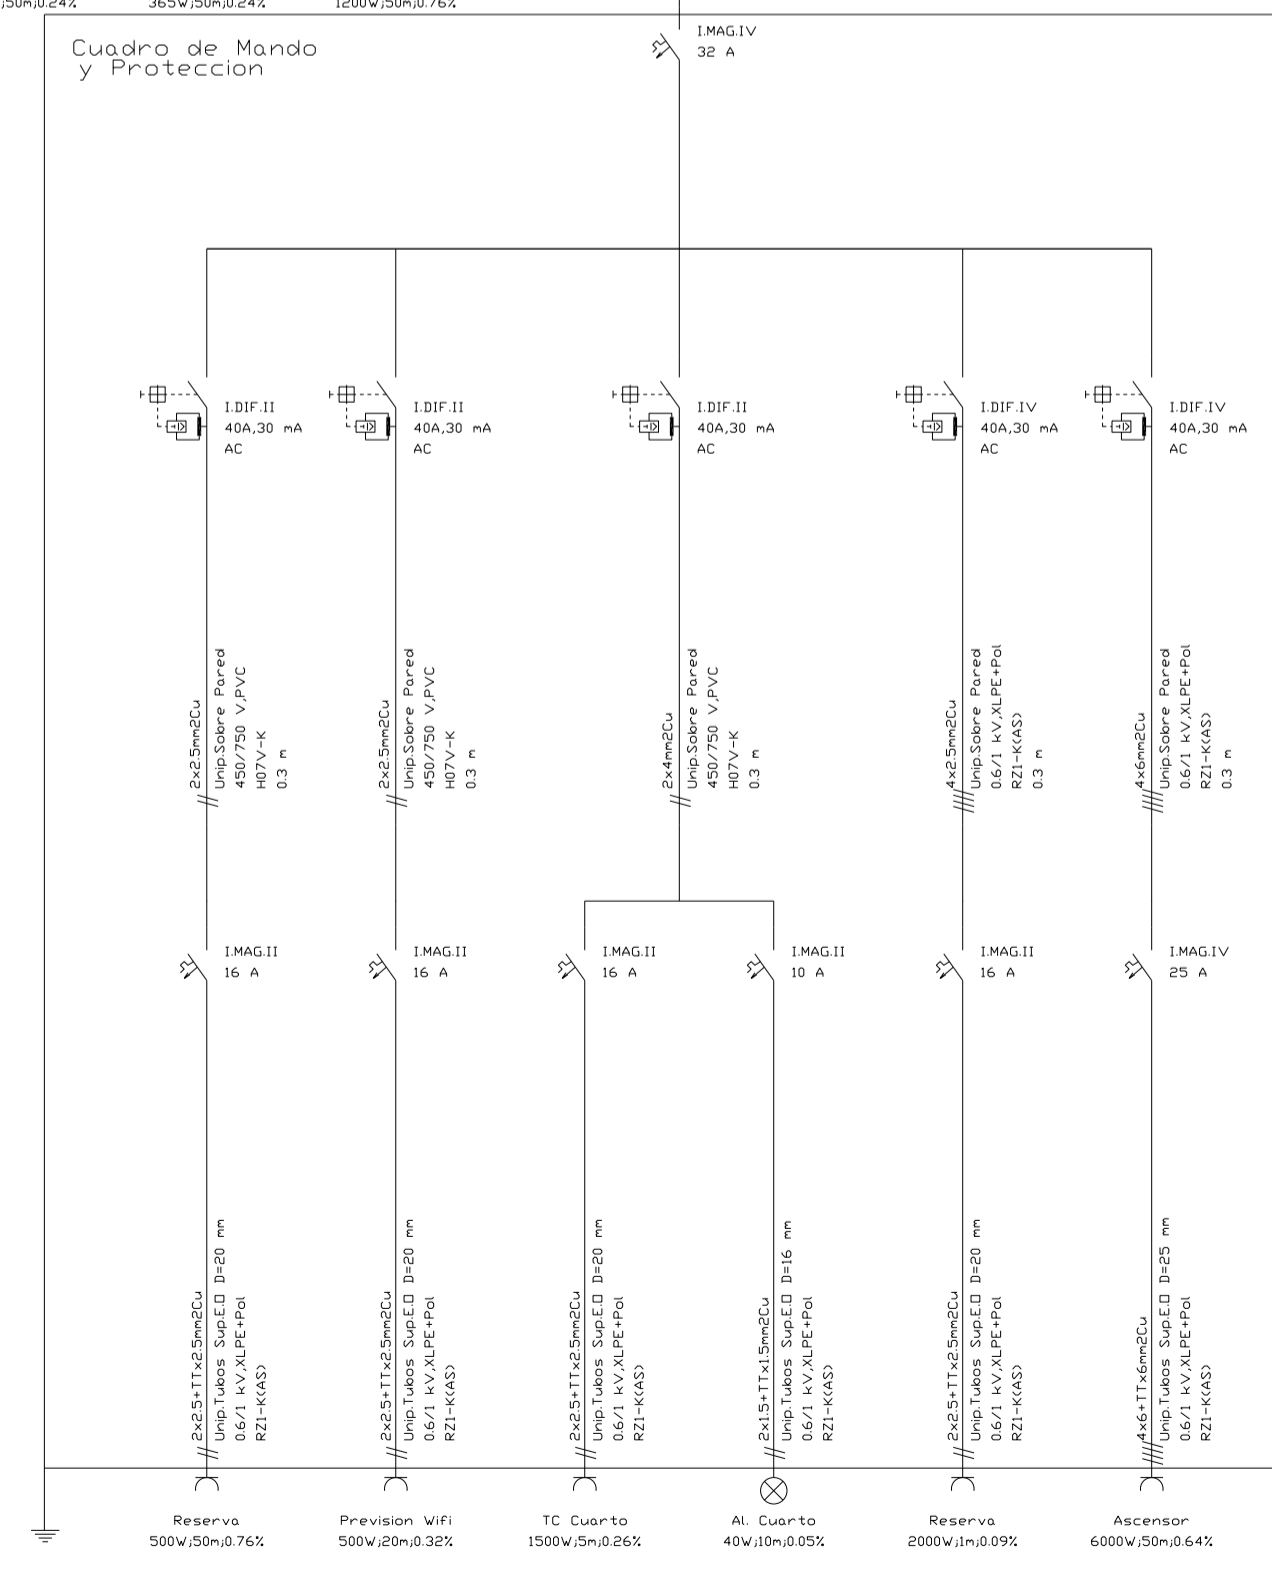 ;50m;0.24%
365W;50m;0.24%
1200W;50m;0.76%
Cuadro de Mando
y Proteccion
I.MAG.IV
32 A
I.DIF.II
40A,30 mA
AC
I.DIF.II
40A,30 mA
AC
I.DIF.II
40A,30 mA
AC
I.DIF.IV
40A,30 mA
AC
I.DIF.IV
40A,30 mA
AC
2x2.5mm2Cu
Unip.Sobre Pared
450/750 V,PVC
H07V-K
0.3 m
2x2.5mm2Cu
Unip.Sobre Pared
450/750 V,PVC
H07V-K
0.3 m
2x4mm2Cu
Unip.Sobre Pared
450/750 V,PVC
H07V-K
0.3 m
4x2.5mm2Cu
Unip.Sobre Pared
0.6/1 kV,XLPE+Pol
RZ1-K(AS)
0.3 m
4x6mm2Cu
Unip.Sobre Pared
0.6/1 kV,XLPE+Pol
RZ1-K(AS)
0.3 m
I.MAG.II
16 A
I.MAG.II
16 A
I.MAG.II
16 A
I.MAG.II
10 A
I.MAG.II
16 A
I.MAG.IV
25 A
2x2.5+TTx2.5mm2Cu
Unip.Tubos Sup.E.O D=20 mm
0.6/1 kV,XLPE+Pol
RZ1-K(AS)
2x2.5+TTx2.5mm2Cu
Unip.Tubos Sup.E.O D=20 mm
0.6/1 kV,XLPE+Pol
RZ1-K(AS)
2x2.5+TTx2.5mm2Cu
Unip.Tubos Sup.E.O D=20 mm
0.6/1 kV,XLPE+Pol
RZ1-K(AS)
2x1.5+TTx1.5mm2Cu
Unip.Tubos Sup.E.O D=16 mm
0.6/1 kV,XLPE+Pol
RZ1-K(AS)
2x2.5+TTx2.5mm2Cu
Unip.Tubos Sup.E.O D=20 mm
0.6/1 kV,XLPE+Pol
RZ1-K(AS)
4x6+TTx6mm2Cu
Unip.Tubos Sup.E.O D=25 mm
0.6/1 kV,XLPE+Pol
RZ1-K(AS)
Reserva
500W;50m;0.76%
Prevision Wifi
500W;20m;0.32%
TC Cuarto
1500W;5m;0.26%
Al. Cuarto
40W;10m;0.05%
Reserva
2000W;1m;0.09%
Ascensor
6000W;50m;0.64%